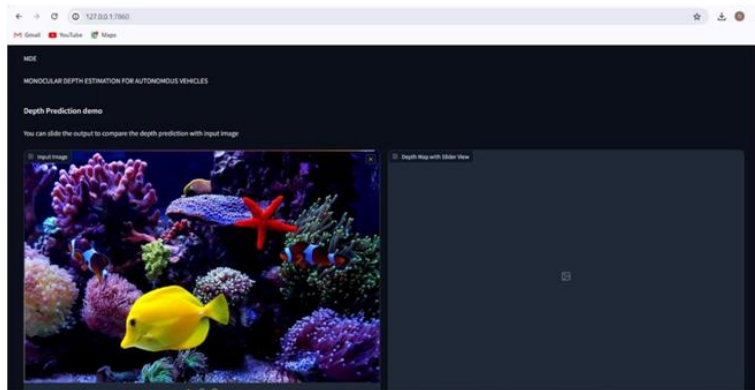 127.0.0.1:7860
Gmail YouTube Maps
MDE
MONOCULAR DEPTH ESTIMATION FOR AUTONOMOUS VEHICLES
Depth Prediction demo
You can slide the output to compare the depth prediction with input image
Input Image
Depth Map with Slider View